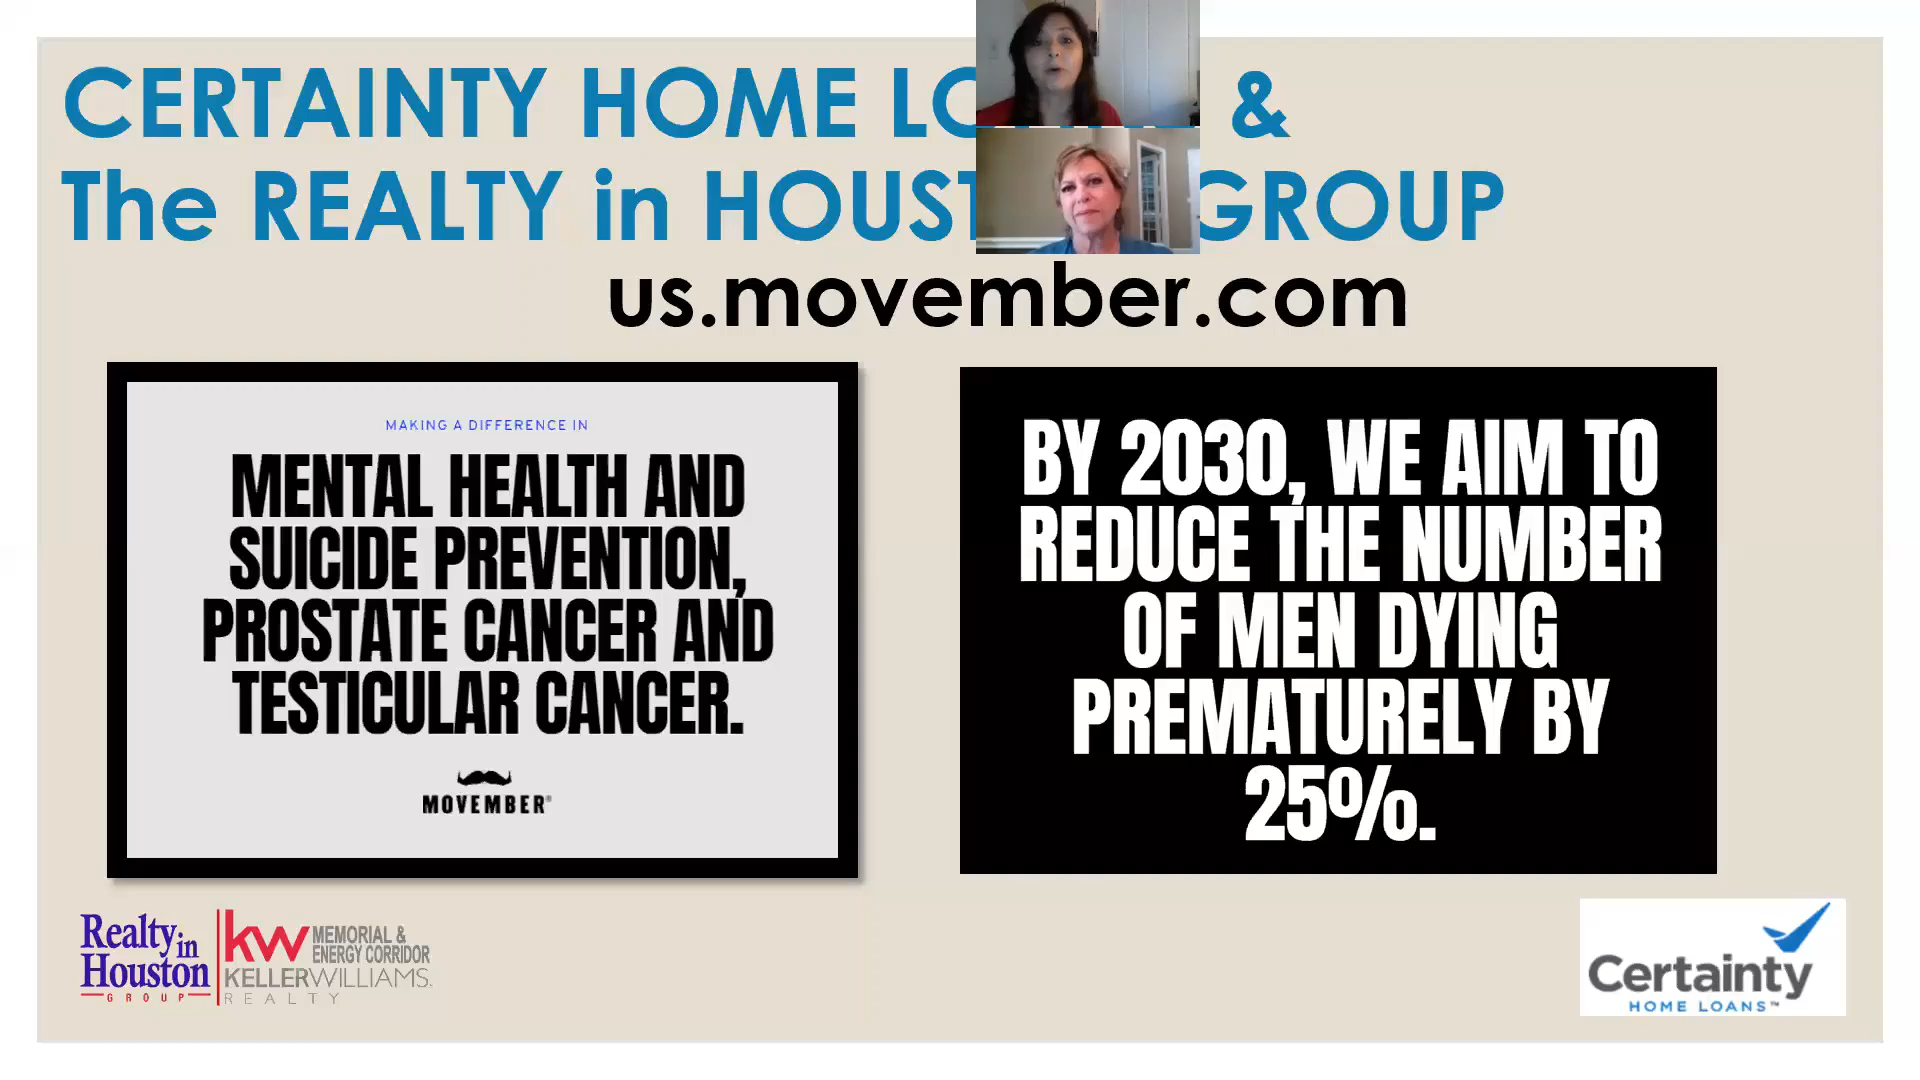 CERTAINTY HOME LO &
The REALTY in HOUST GROUP
us.movember.com
MAKING A DIFFERENCE IN
MENTAL HEALTH AND
SUICIDE PREVENTION,
PROSTATE CANCER AND
TESTICULAR CANCER.
MOVEMBER®
BY 2030, WE AIM TO
REDUCE THE NUMBER
OF MEN DYING
PREMATURELY BY
25%.
Realty in
Houston
GROUP
kw MEMORIAL &
ENERGY CORRIDOR
KELLERWILLIAMS.
REALTY
Certainty
HOME LOANS™